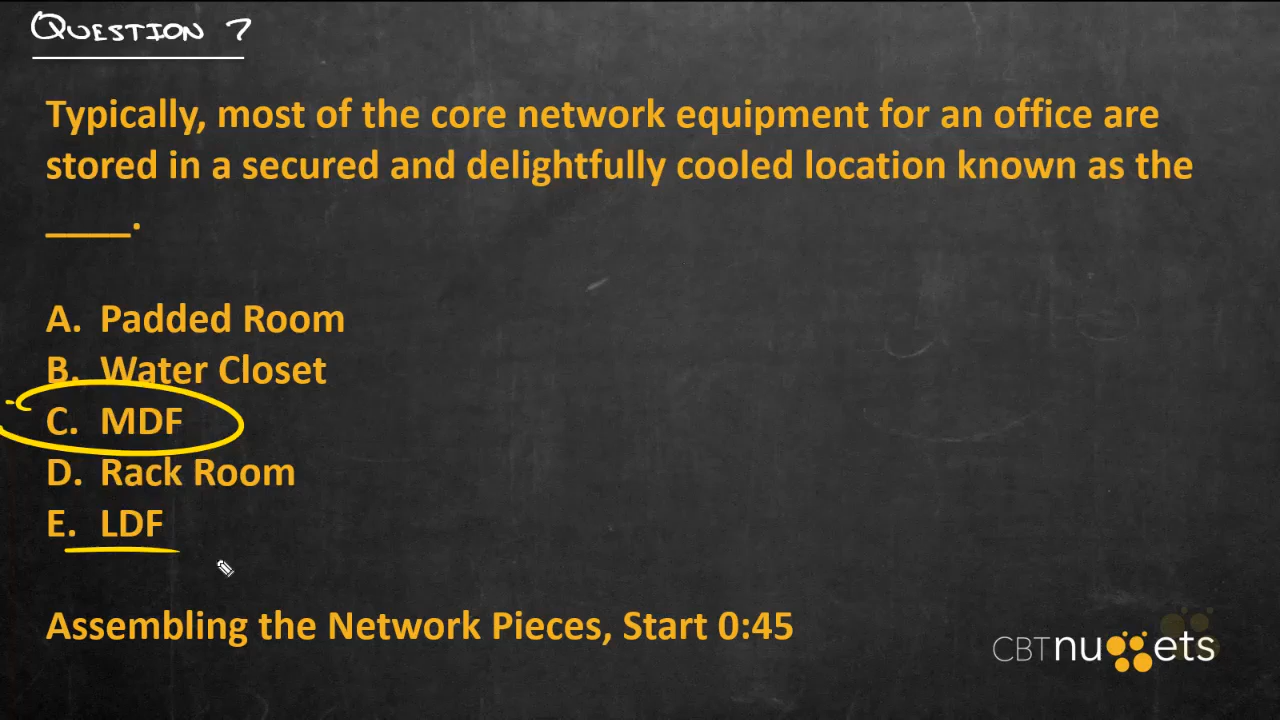 QUESTION 7
Typically, most of the core network equipment for an office are
stored in a secured and delightfully cooled location known as the
____.
A. Padded Room
B. Water Closet
C. MDF
D. Rack Room
E. LDF
Assembling the Network Pieces, Start 0:45
CBTnuggets